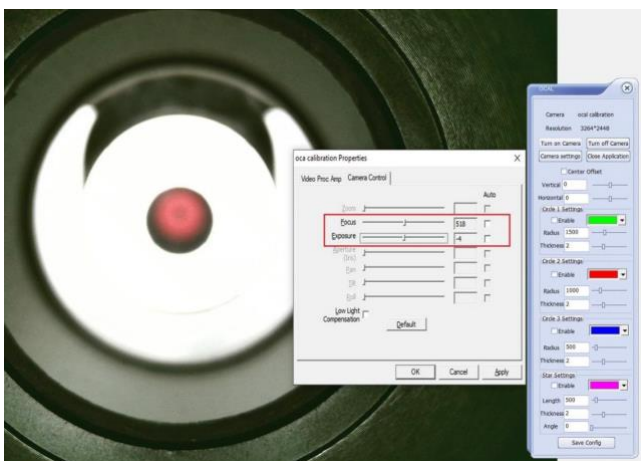 oca calibration Properties X
Video Proc Amp Camera Control
Auto
Zoom
Focus 518
Exposure -4
Aperture
(Iris)
Pan
Tilt
Roll
Low Light
Compensation
Default
OK Cancel Apply
OCAL
Camera ocal calibration
Resolution 3264*2448
Turn on Camera Turn off Camera
Camera settings Close Application
Center Offset
Vertical 0
Horizontal 0
Circle 1 Settings
Enable
Radius 1500
Thickness 2
Circle 2 Settings
Enable
Radius 1000
Thickness 2
Circle 3 Settings
Enable
Radius 500
Thickness 2
Star Settings
Enable
Length 500
Thickness 2
Angle 0
Save Config